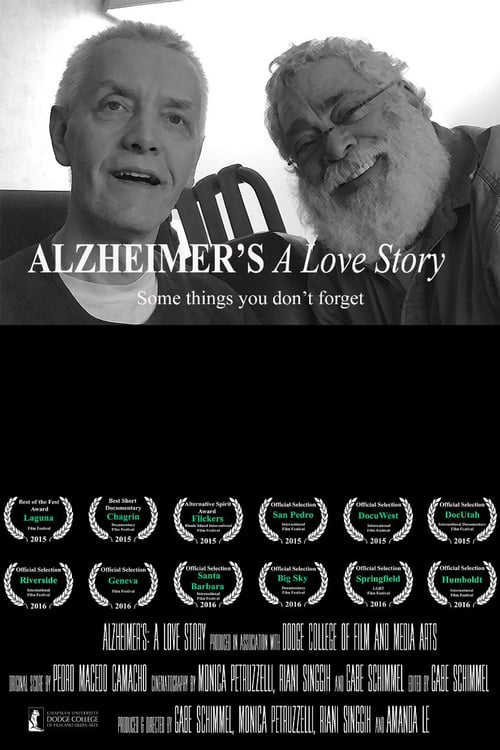 ALZHEIMER'S A Love Story
Some things you don't forget
Best of the Fest
Award
Laguna
Film Festival
2015
Best Short
Documentary
Chagrin
Documentary
Film Festival
2015
Alternative Spirit
Award
Flickers
Rhode Island International
Film Festival
2015
Official Selection
San Pedro
International
Film Festival
2015
Official Selection
DocuWest
International
Film Festival
2015
Official Selection
DocUtah
International Documentary
Film Festival
2015
Official Selection
Riverside
International
Film Festival
2016
Official Selection
Geneva
Film Festival
2016
Official Selection
Santa
Barbara
International
Film Festival
2016
Official Selection
Big Sky
Documentary
Film Festival
2016
Official Selection
Springfield
LGBT
Film Festival
2016
Official Selection
Humboldt
International
Film Festival
2016
ALZHEIMER'S: A LOVE STORY PRODUCED IN ASSOCIATION WITH DODGE COLLEGE OF FILM AND MEDIA ARTS
ORIGINAL SCORE BY PEDRO MACEDO CAMACHO CINEMATOGRAPHY BY MONICA PETRUZZELLI, RIANI SINGGIH AND GABE SCHIMMEL EDITED BY GABE SCHIMMEL
CHAPMAN UNIVERSITY
DODGE COLLEGE
OF FILM AND MEDIA ARTS
PRODUCED & DIRECTED BY GABE SCHIMMEL, MONICA PETRUZZELLI, RIANI SINGGIH AND AMANDA LE